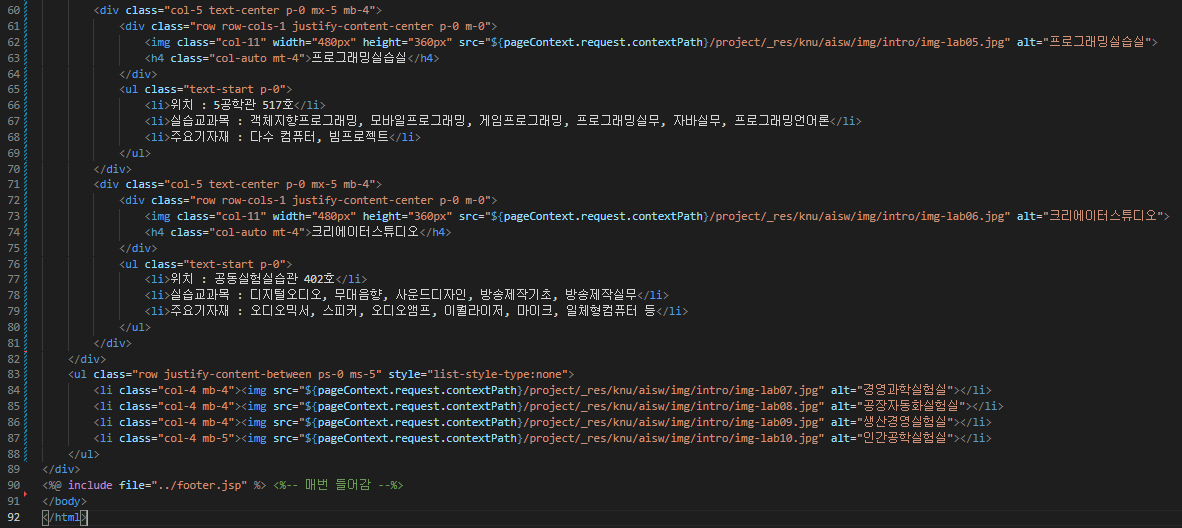 60 <div class="col-5 text-center p-0 mx-5 mb-4">
61 <div class="row row-cols-1 justify-content-center p-0 m-0">
62 <img class="col-11" width="480px" height="360px" src="${pageContext.request.contextPath}/project/_res/knu/aisw/img/intro/img-lab05.jpg" alt="프로그래밍실습실">
63 <h4 class="col-auto mt-4">프로그래밍실습실</h4>
64 </div>
65 <ul class="text-start p-0">
66 <li>위치 : 5공학관 517호</li>
67 <li>실습교과목 : 객체지향프로그래밍, 모바일프로그래밍, 게임프로그래밍, 프로그래밍실무, 자바실무, 프로그래밍언어론</li>
68 <li>주요기자재 : 다수 컴퓨터, 빔프로젝트</li>
69 </ul>
70 </div>
71 <div class="col-5 text-center p-0 mx-5 mb-4">
72 <div class="row row-cols-1 justify-content-center p-0 m-0">
73 <img class="col-11" width="480px" height="360px" src="${pageContext.request.contextPath}/project/_res/knu/aisw/img/intro/img-lab06.jpg" alt="크리에이터스튜디오">
74 <h4 class="col-auto mt-4">크리에이터스튜디오</h4>
75 </div>
76 <ul class="text-start p-0">
77 <li>위치 : 공동실험실습관 402호</li>
78 <li>실습교과목 : 디지털오디오, 무대음향, 사운드디자인, 방송제작기초, 방송제작실무</li>
79 <li>주요기자재 : 오디오믹서, 스피커, 오디오앰프, 이퀄라이저, 마이크, 일체형컴퓨터 등</li>
80 </ul>
81 </div>
82 </div>
83 <ul class="row justify-content-between ps-0 ms-5" style="list-style-type:none">
84 <li class="col-4 mb-4"><img src="${pageContext.request.contextPath}/project/_res/knu/aisw/img/intro/img-lab07.jpg" alt="경영과학실험실"></li>
85 <li class="col-4 mb-4"><img src="${pageContext.request.contextPath}/project/_res/knu/aisw/img/intro/img-lab08.jpg" alt="공장자동화실험실"></li>
86 <li class="col-4 mb-4"><img src="${pageContext.request.contextPath}/project/_res/knu/aisw/img/intro/img-lab09.jpg" alt="생산경영실험실"></li>
87 <li class="col-4 mb-5"><img src="${pageContext.request.contextPath}/project/_res/knu/aisw/img/intro/img-lab10.jpg" alt="인간공학실험실"></li>
88 </ul>
89 </div>
90 <%@ include file="../footer.jsp" %> <%-- 매번 들어감 --%>
91 </body>
92 </html>